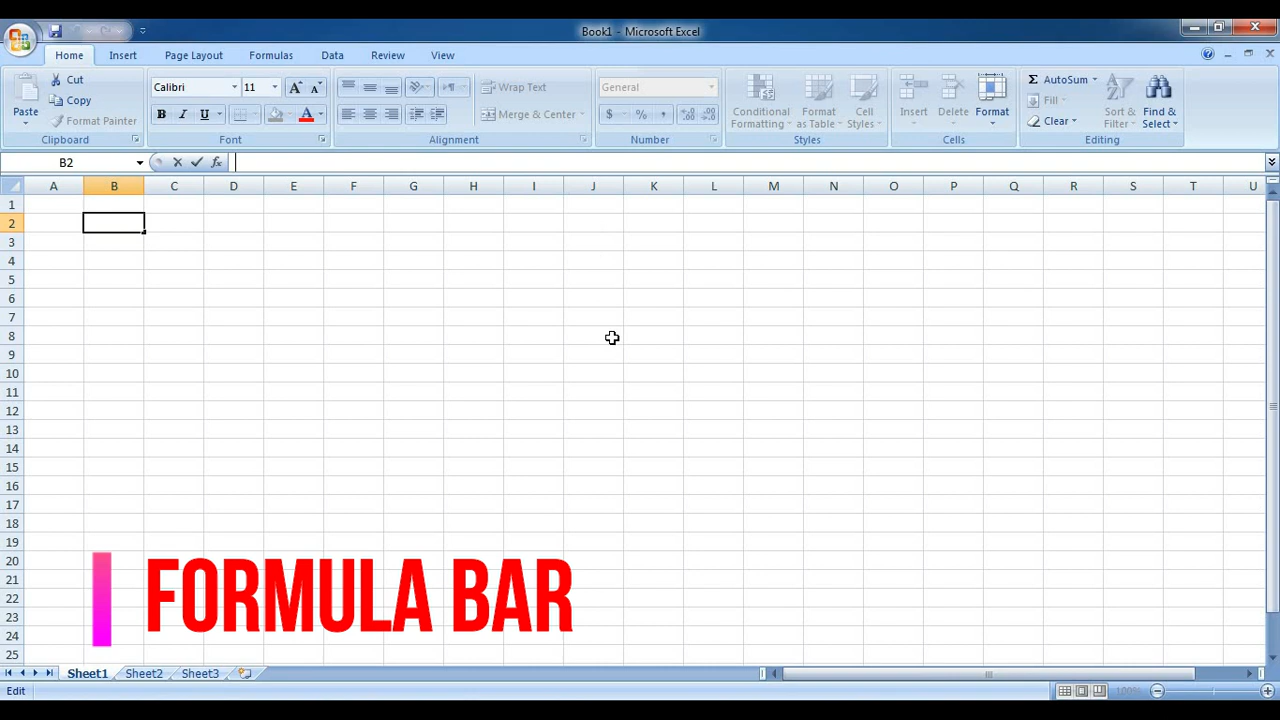 Book1 - Microsoft Excel
Home Insert Page Layout Formulas Data Review View
Paste
Cut
Copy
Format Painter
Clipboard
Calibri 11
B I U
Font
Wrap Text
Merge & Center
Alignment
General
$ % ,
Number
Conditional Formatting
Format as Table
Cell Styles
Styles
Insert Delete Format
Cells
AutoSum
Fill
Clear
Sort & Filter
Find & Select
Editing
B2 fx
A B C D E F G H I J K L M N O P Q R S T U
1
2
3
4
5
6
7
8
9
10
11
12
13
14
15
16
17
18
19
20
21
22
23
24
25
FORMULA BAR
Sheet1 Sheet2 Sheet3
Edit 100%